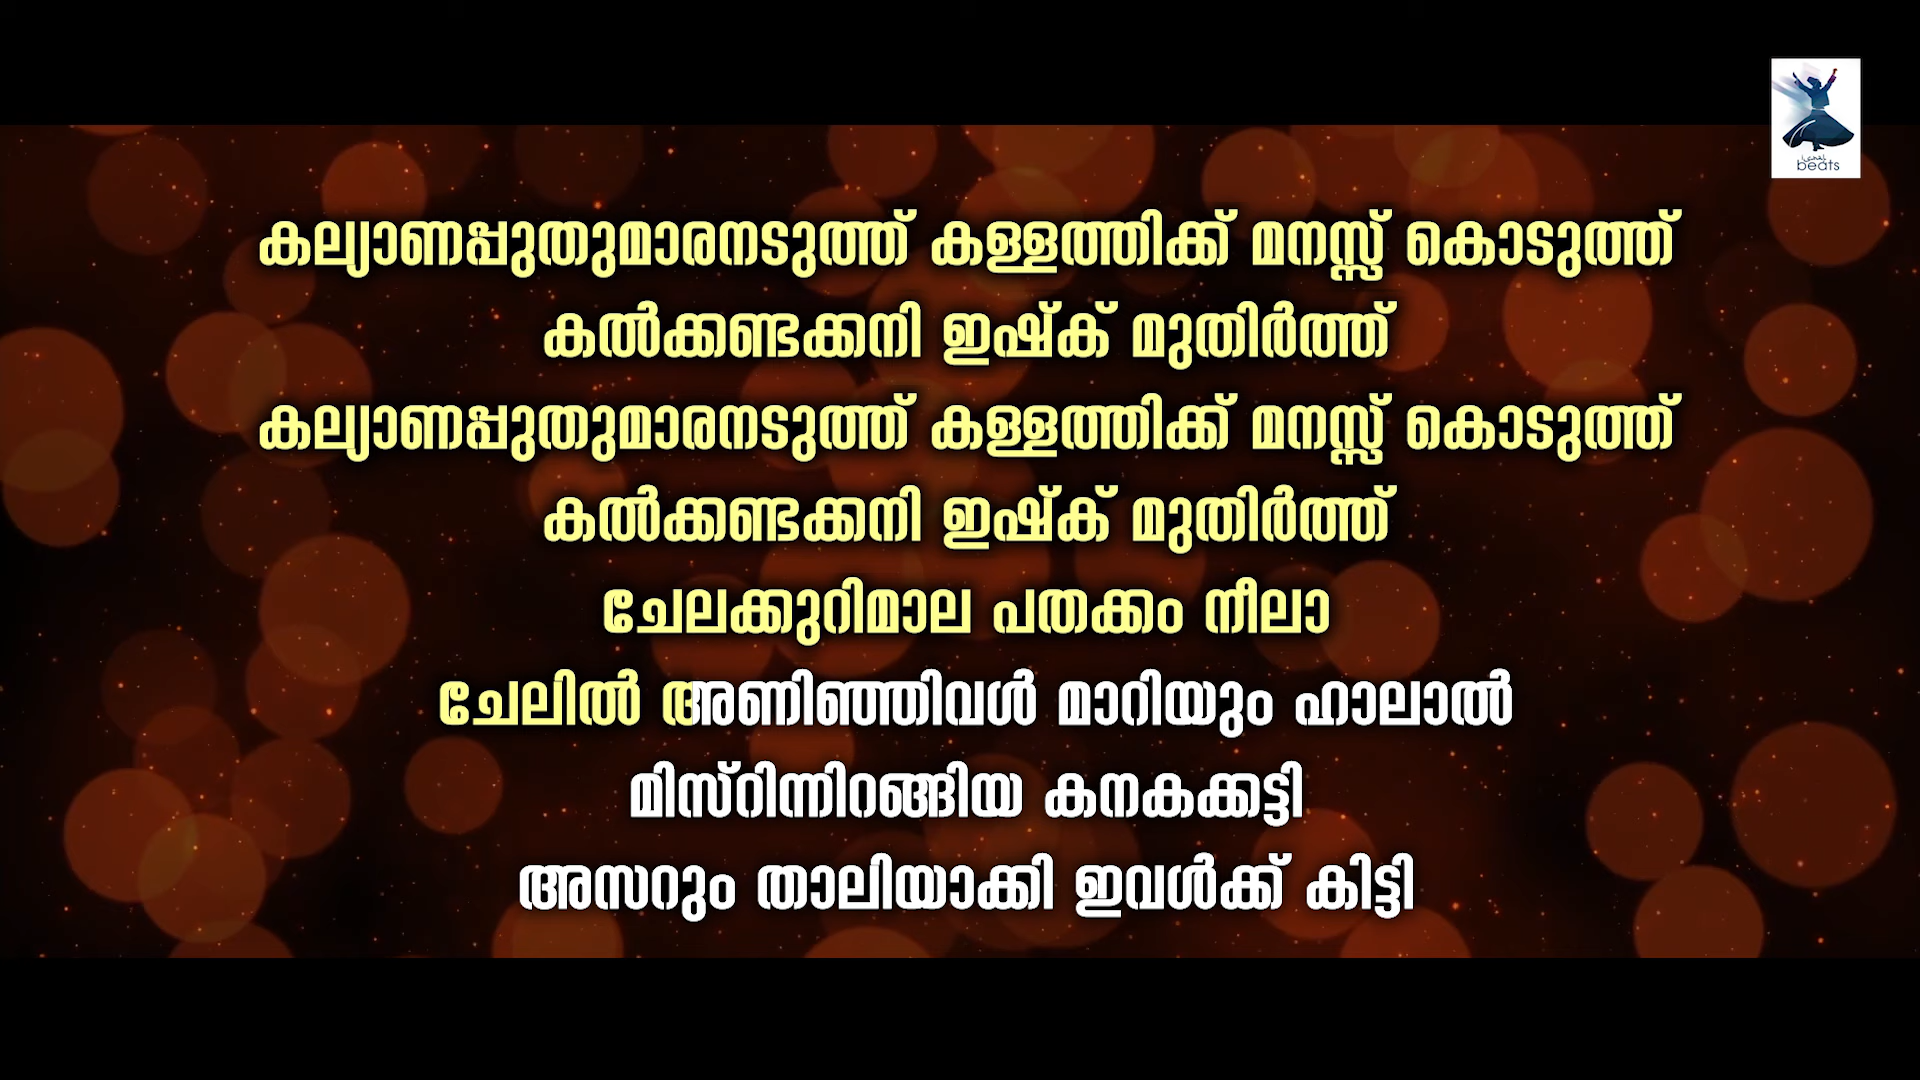 കല്യാണപ്പുതുമാരനടുത്ത് കള്ളത്തിക്ക് മനസ്സ് കൊടുത്ത്
കൽക്കണ്ടക്കനി ഇഷ്ക് മുതിർത്ത്
കല്യാണപ്പുതുമാരനടുത്ത് കള്ളത്തിക്ക് മനസ്സ് കൊടുത്ത്
കൽക്കണ്ടക്കനി ഇഷ്ക് മുതിർത്ത്
ചേലക്കുറിമാല പതക്കം നീലാ
ചേലിൽ അണിഞ്ഞിവൾ മാറിയും ഹാലാൽ
മിസ്റിന്നിറങ്ങിയ കനകക്കട്ടി
അസറും താലിയാക്കി ഇവൾക്ക് കിട്ടി
beats